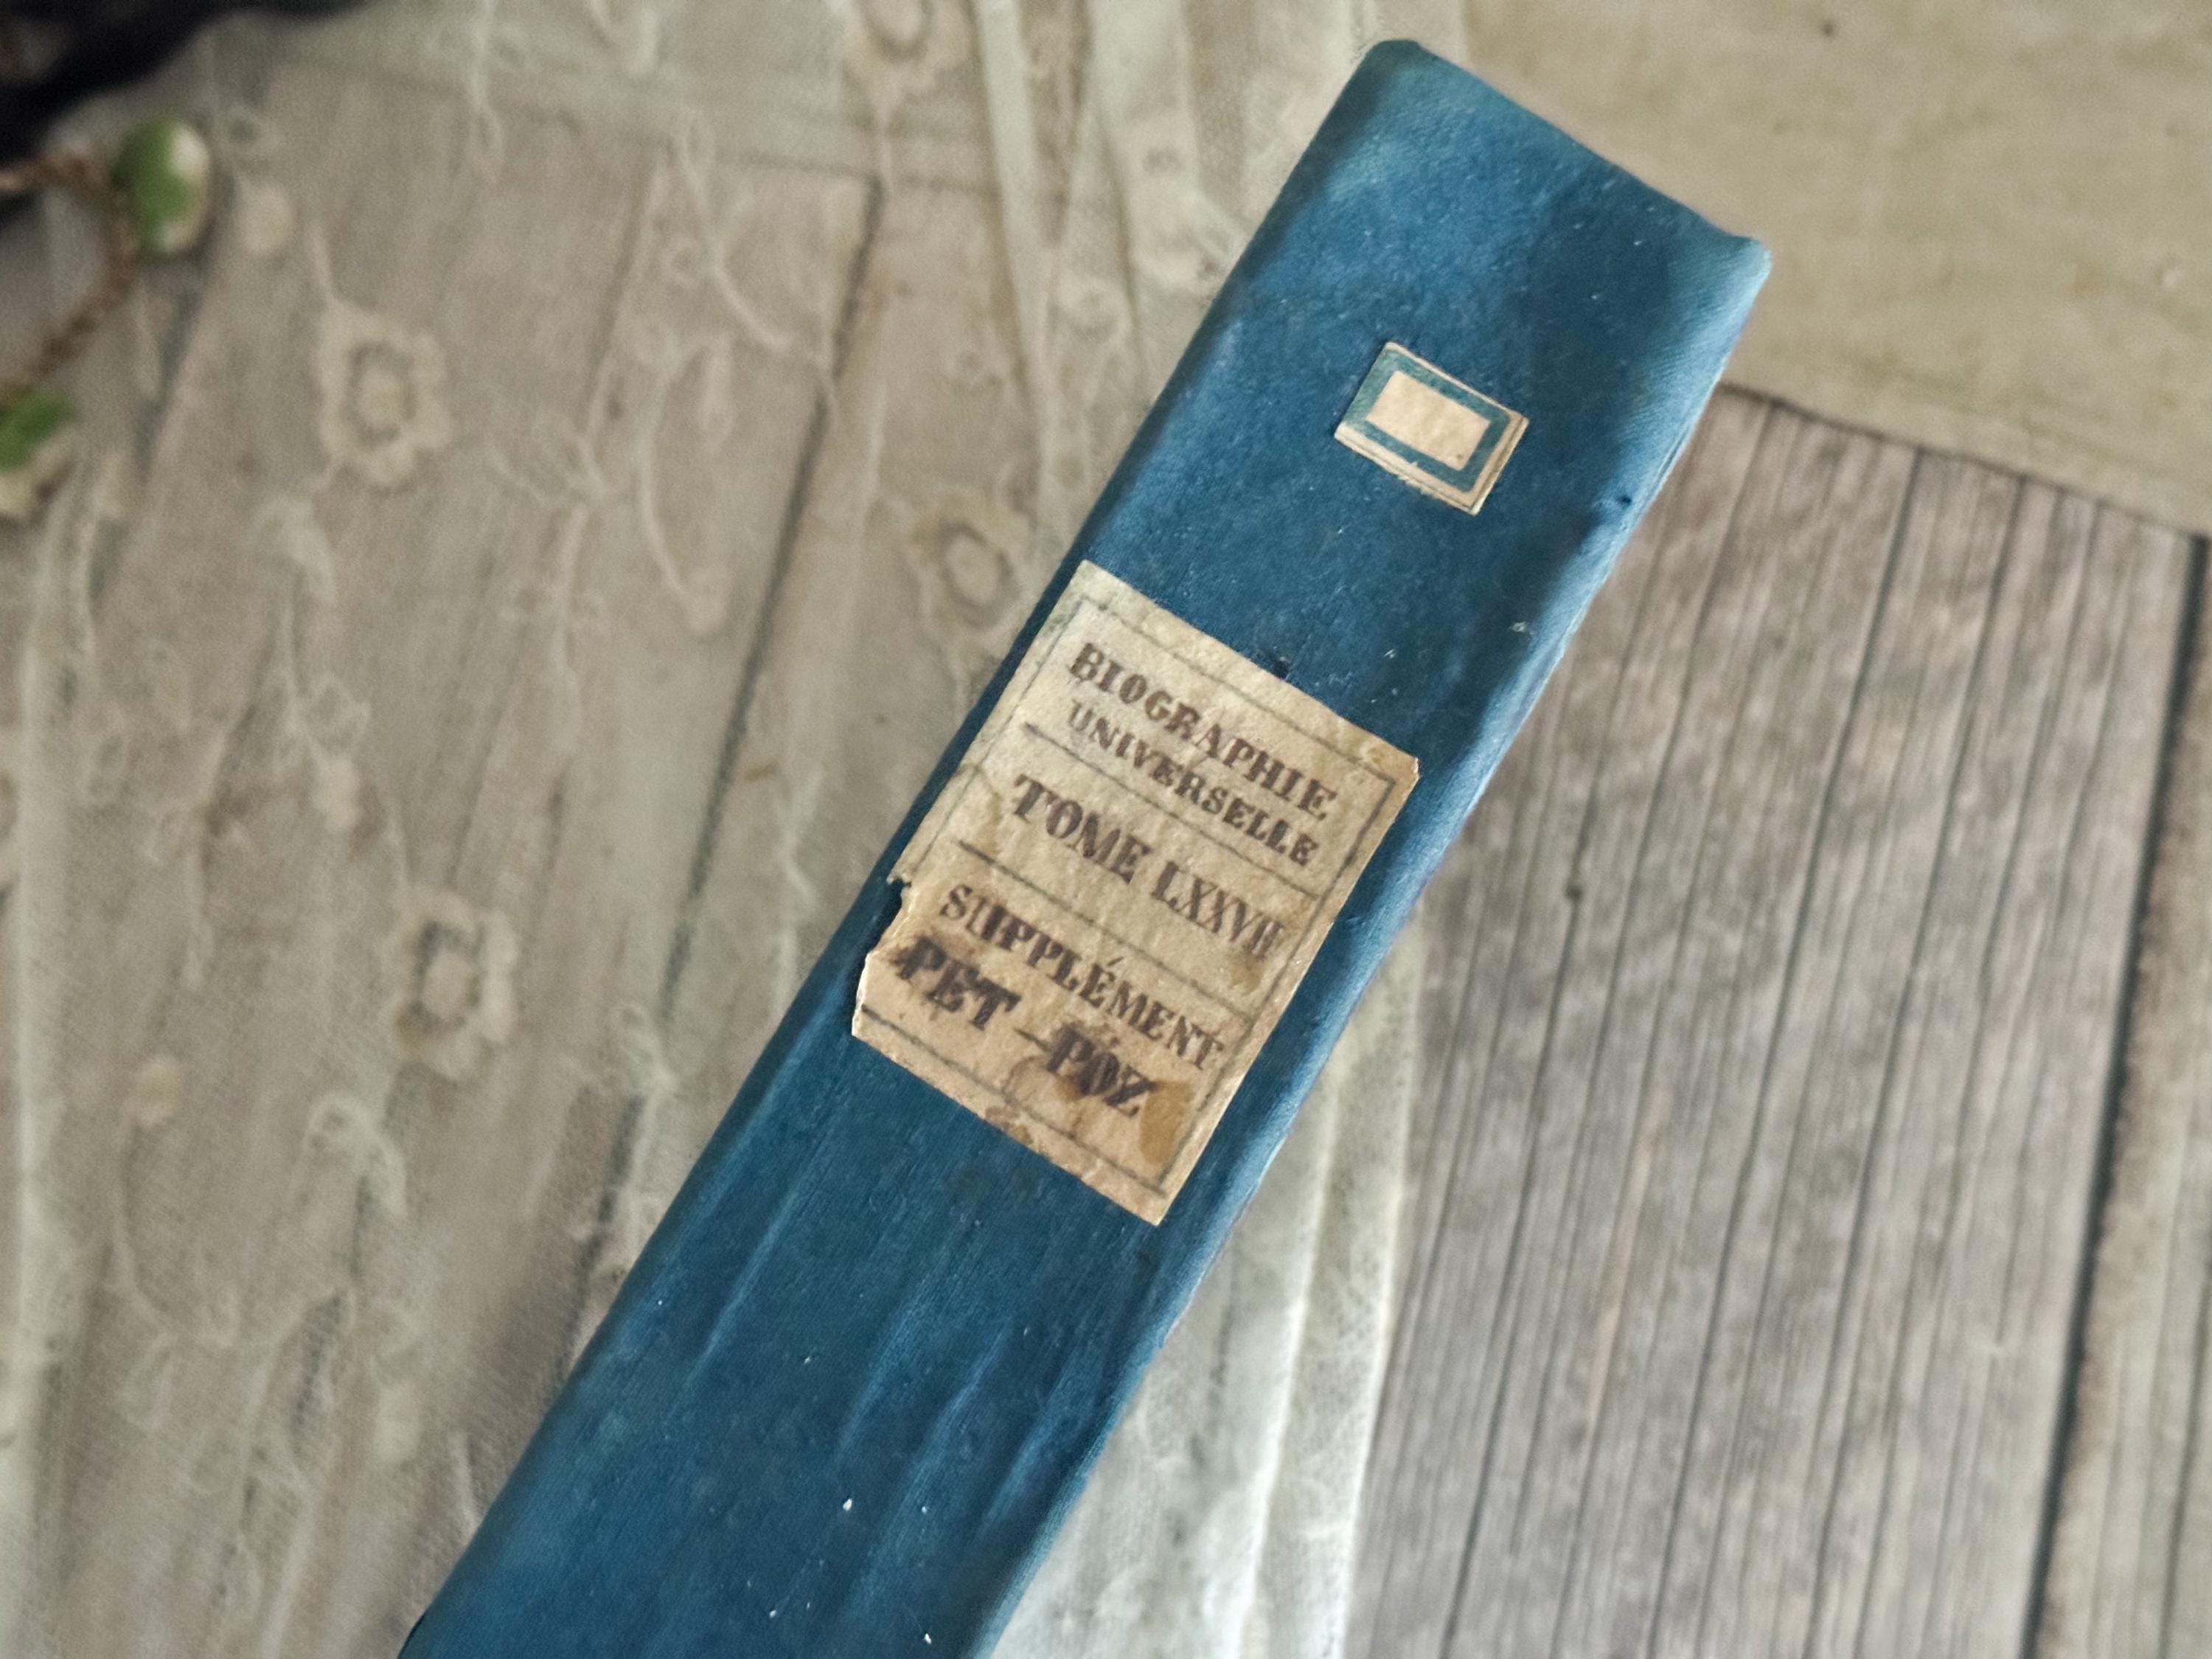 BIOGRAPHIE
UNIVERSELLE
TOME LXXVII
SUPPLÉMENT
PET - POZ